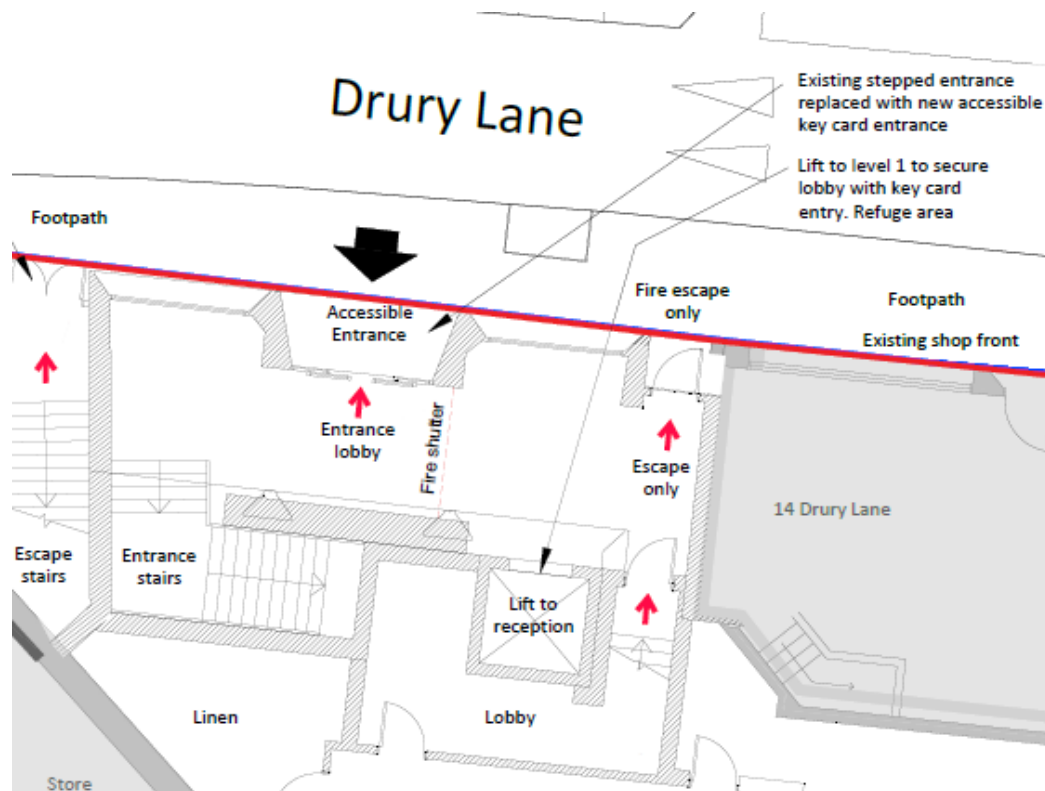 Drury Lane
Existing stepped entrance
replaced with new accessible
key card entrance
Lift to level 1 to secure
lobby with key card
entry. Refuge area
Footpath
Accessible
Entrance
Fire escape
only
Footpath
Existing shop front
Entrance
lobby
Fire shutter
Escape
only
14 Drury Lane
Escape
stairs
Entrance
stairs
Lift to
reception
Linen
Lobby
Store